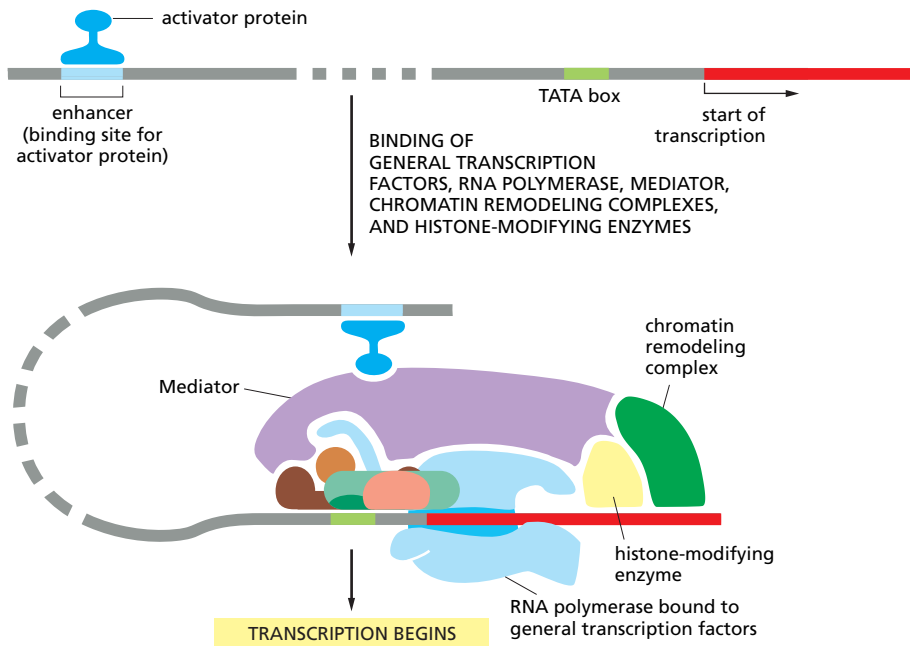 activator protein
enhancer
(binding site for
activator protein)
TATA box
start of
transcription
BINDING OF
GENERAL TRANSCRIPTION
FACTORS, RNA POLYMERASE, MEDIATOR,
CHROMATIN REMODELING COMPLEXES,
AND HISTONE-MODIFYING ENZYMES
chromatin
remodeling
complex
Mediator
histone-modifying
enzyme
RNA polymerase bound to
general transcription factors
TRANSCRIPTION BEGINS